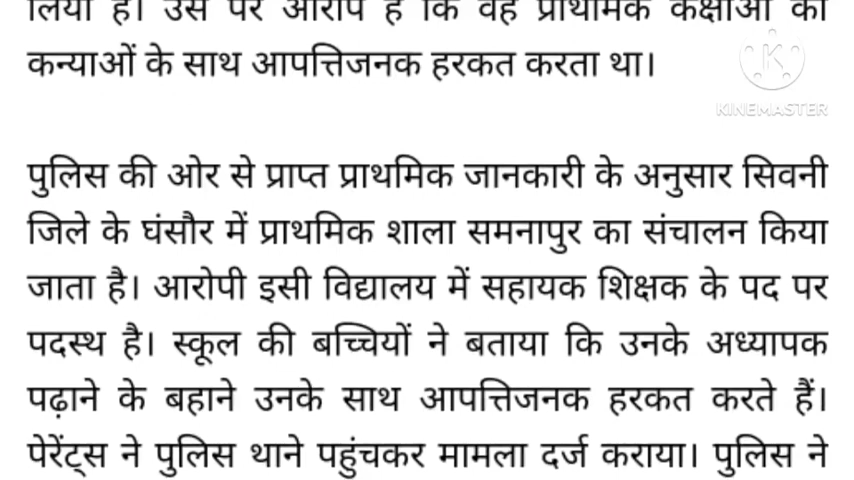 लिया है। उस पर आरोप है कि वह प्राथमिक कक्षाओं की
कन्याओं के साथ आपत्तिजनक हरकत करता था।
KINEMASTER
पुलिस की ओर से प्राप्त प्राथमिक जानकारी के अनुसार सिवनी
जिले के घंसौर में प्राथमिक शाला समनापुर का संचालन किया
जाता है। आरोपी इसी विद्यालय में सहायक शिक्षक के पद पर
पदस्थ है। स्कूल की बच्चियों ने बताया कि उनके अध्यापक
पढ़ाने के बहाने उनके साथ आपत्तिजनक हरकत करते हैं।
पेरेंट्स ने पुलिस थाने पहुंचकर मामला दर्ज कराया। पुलिस ने